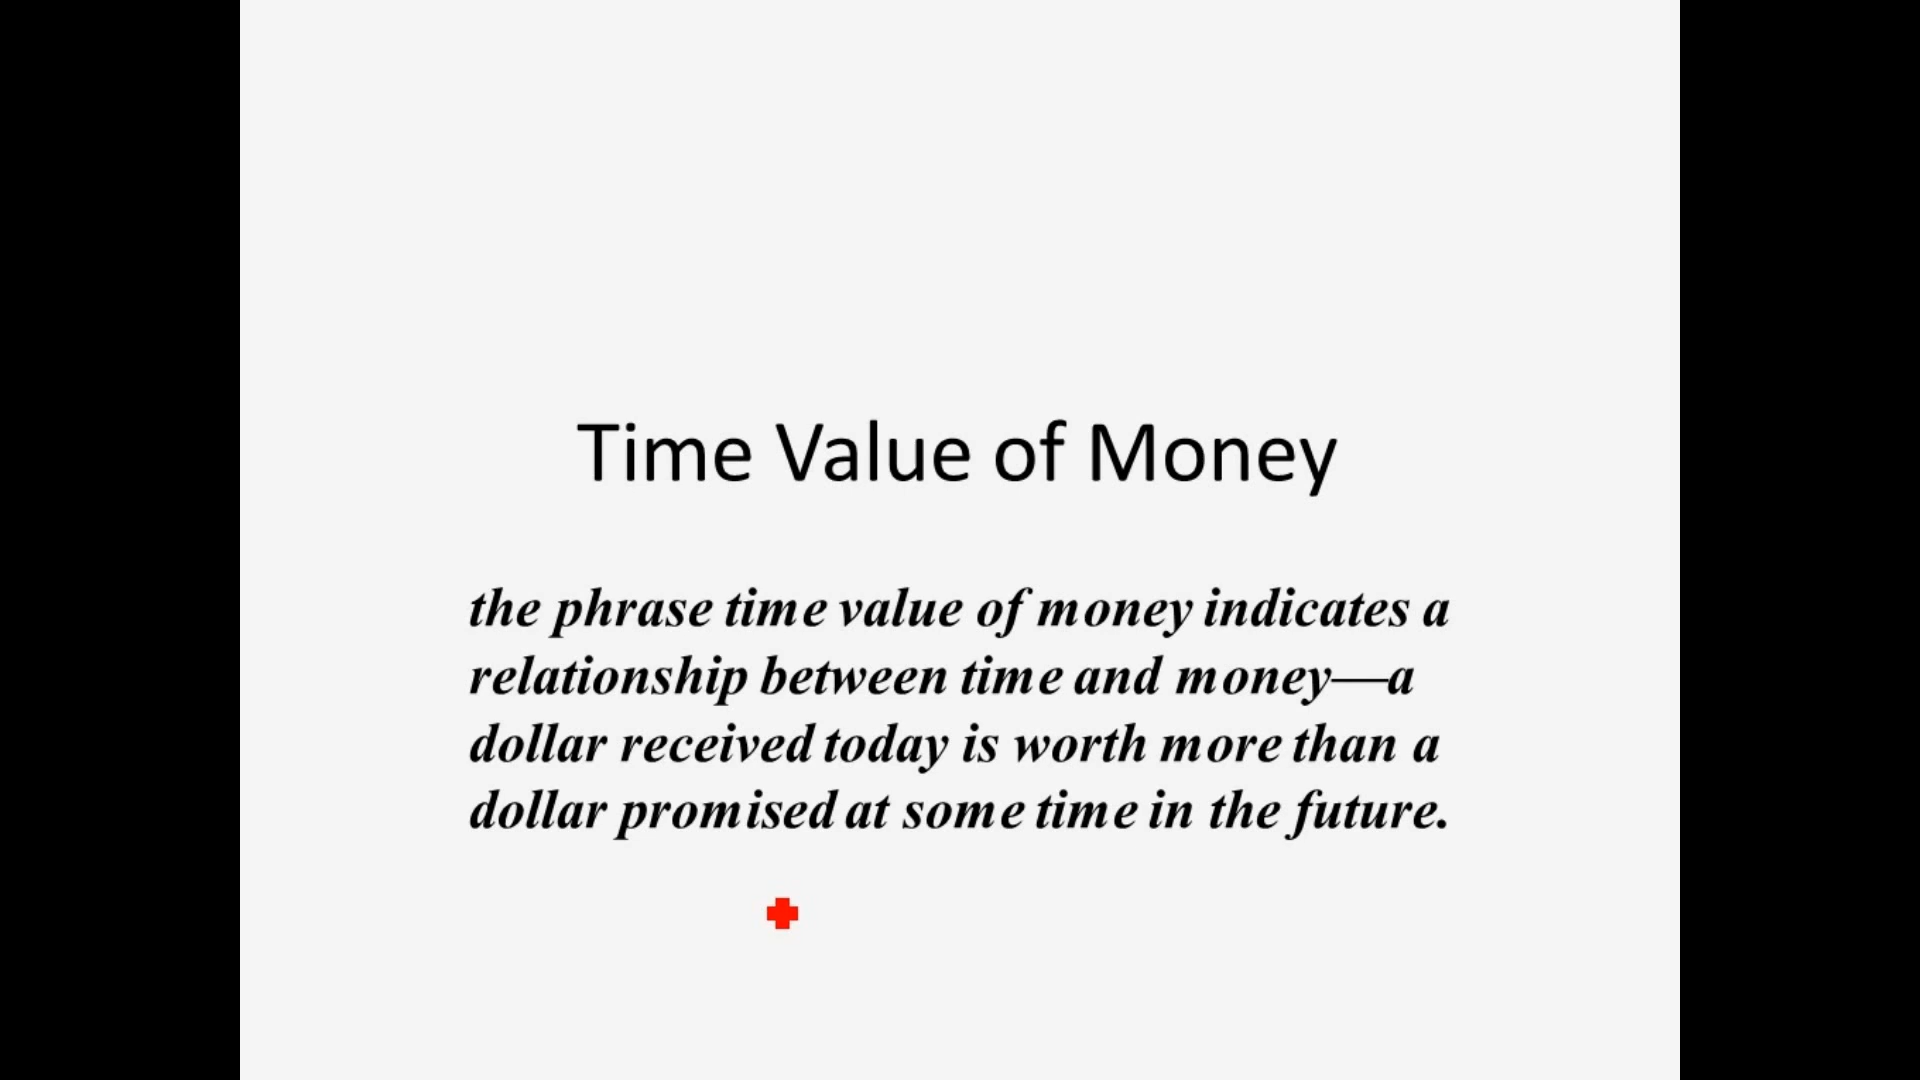 Time Value of Money
the phrase time value of money indicates a
relationship between time and money—a
dollar received today is worth more than a
dollar promised at some time in the future.